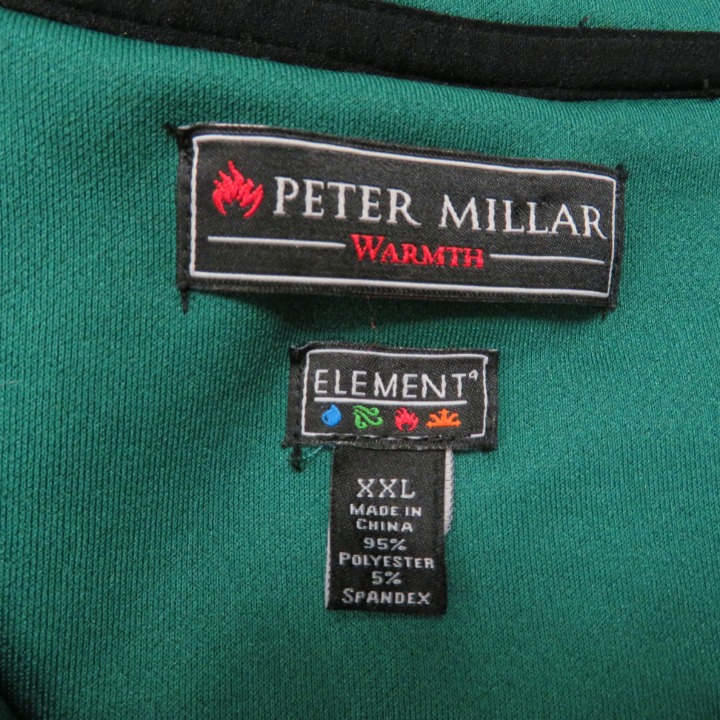 PETER MILLAR
WARMTH
ELEMENT⁴
XXL
MADE IN
CHINA
95%
POLYESTER
5%
SPANDEX